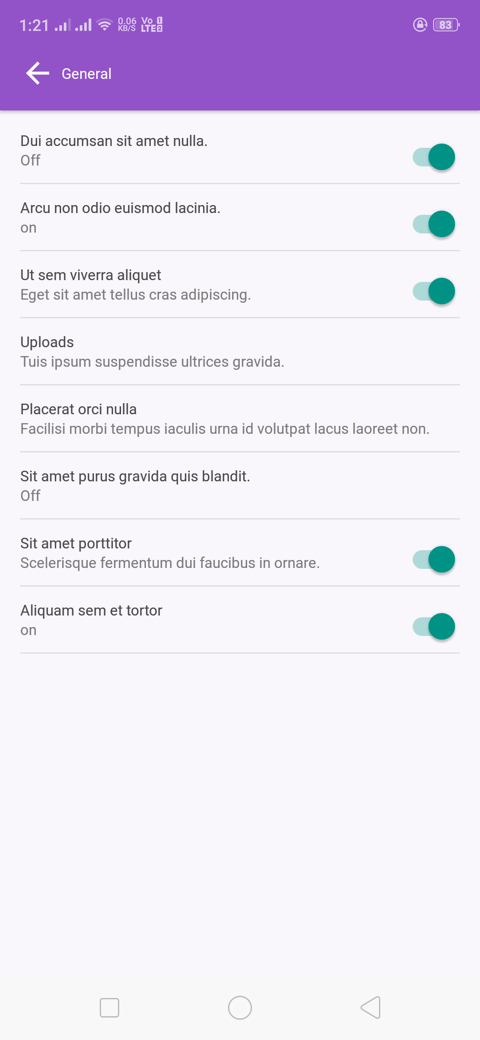 1:21 0.06 KB/S Vo LTE 1 2 83
General
Dui accumsan sit amet nulla.
Off
Arcu non odio euismod lacinia.
on
Ut sem viverra aliquet
Eget sit amet tellus cras adipiscing.
Uploads
Tuis ipsum suspendisse ultrices gravida.
Placerat orci nulla
Facilisi morbi tempus iaculis urna id volutpat lacus laoreet non.
Sit amet purus gravida quis blandit.
Off
Sit amet porttitor
Scelerisque fermentum dui faucibus in ornare.
Aliquam sem et tortor
on